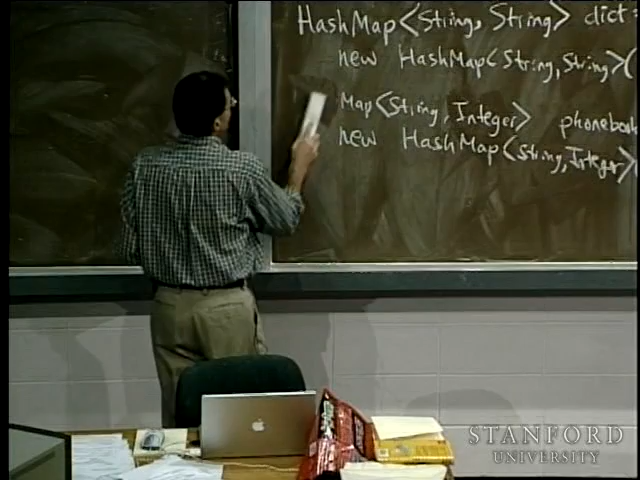 HashMap<String, String> dict=
new HashMap<String, String>(
Map<String, Integer> phonebook
new HashMap<String, Integer>(
STANFORD
UNIVERSITY